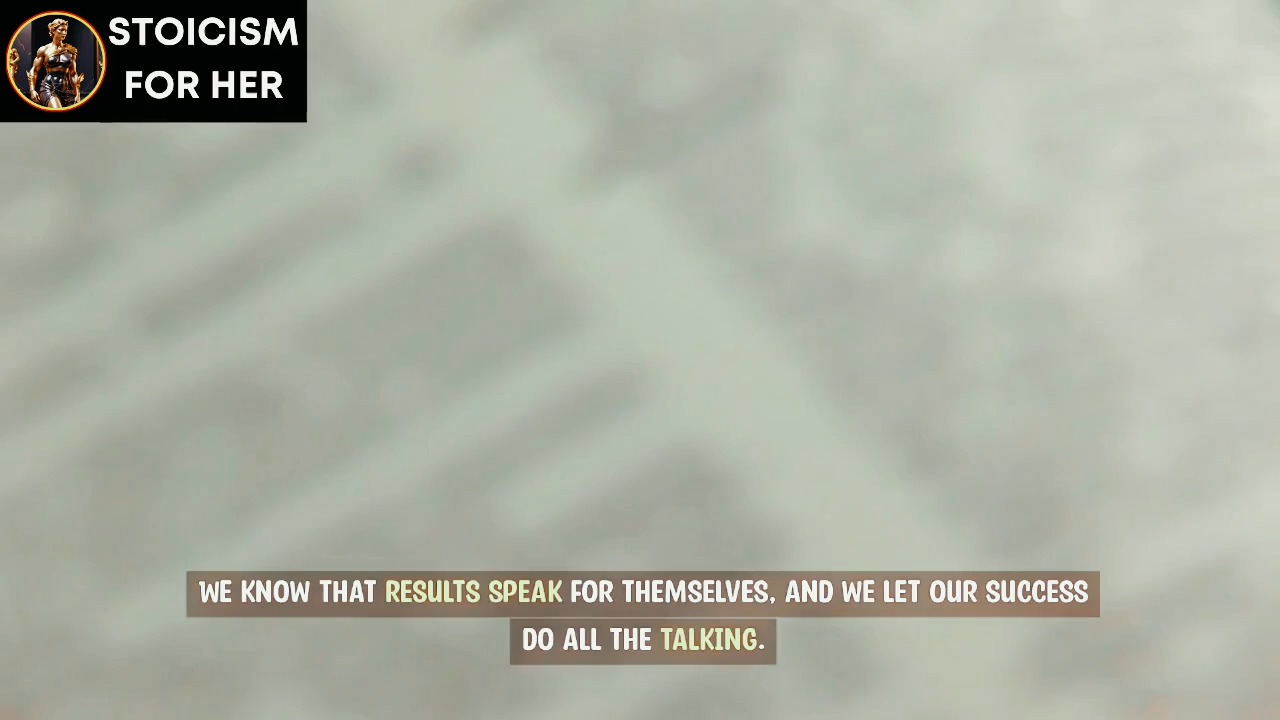 STOICISM
FOR HER
WE KNOW THAT RESULTS SPEAK FOR THEMSELVES, AND WE LET OUR SUCCESS
DO ALL THE TALKING.